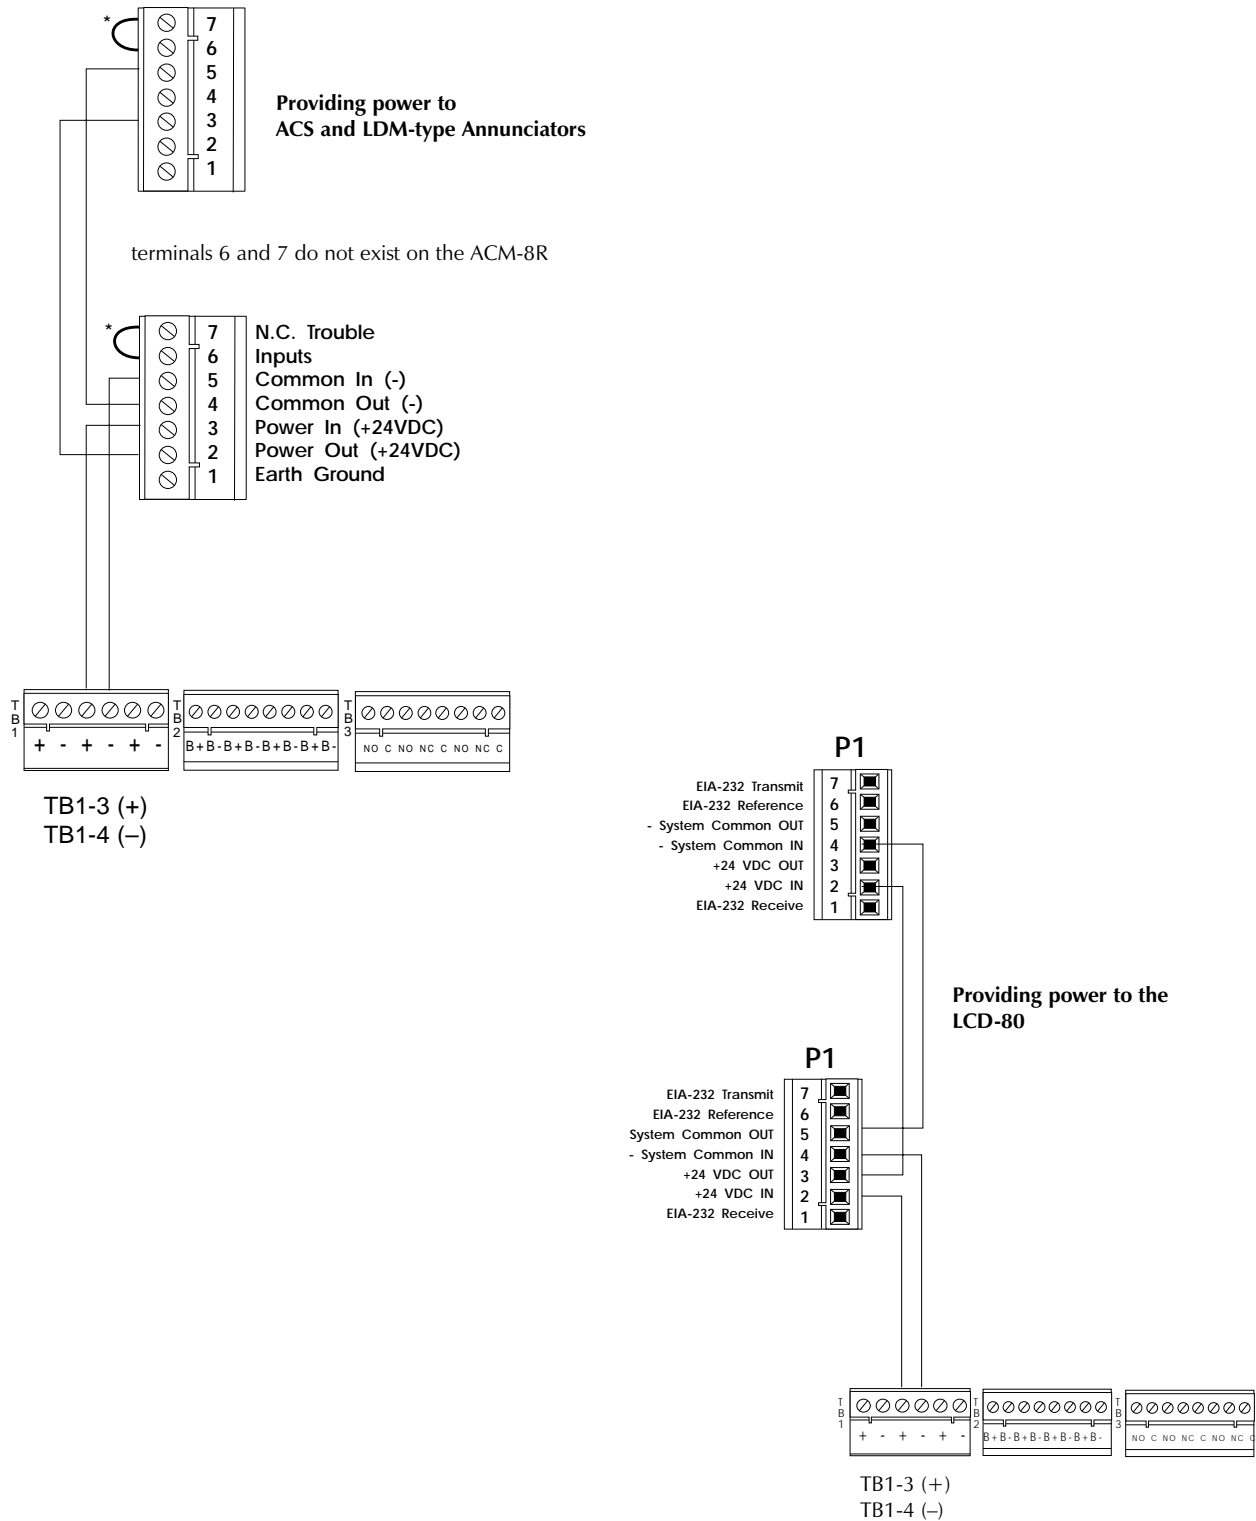 *
7
6
5
4
3
2
1
Providing power to
ACS and LDM-type Annunciators
terminals 6 and 7 do not exist on the ACM-8R
*
7 N.C. Trouble
6 Inputs
5 Common In (-)
4 Common Out (-)
3 Power In (+24VDC)
2 Power Out (+24VDC)
1 Earth Ground
TB1
+ - + - + -
TB2
B+B-B+B-B+B-B+B-
TB3
NO C NO NC C NO NC C
TB1-3 (+)
TB1-4 (–)
P1
EIA-232 Transmit 7
EIA-232 Reference 6
- System Common OUT 5
- System Common IN 4
+24 VDC OUT 3
+24 VDC IN 2
EIA-232 Receive 1
Providing power to the
LCD-80
P1
EIA-232 Transmit 7
EIA-232 Reference 6
System Common OUT 5
- System Common IN 4
+24 VDC OUT 3
+24 VDC IN 2
EIA-232 Receive 1
TB1
+ - + - + -
TB2
B+B-B+B-B+B-B+B-
TB3
NO C NO NC C NO NC C
TB1-3 (+)
TB1-4 (–)